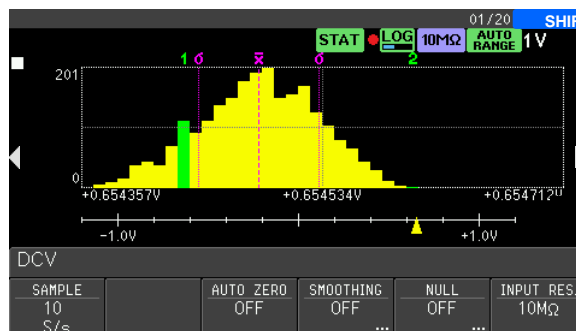 01/20 SHIF
STAT LOG 10MΩ AUTO RANGE 1V
1 σ x̄ σ 2
201
0
+0.654357V +0.654534V +0.654712V
-1.0V +1.0V
DCV
SAMPLE AUTO ZERO SMOOTHING NULL INPUT RES.
10 OFF OFF OFF 10MΩ
S/s ... ... ...